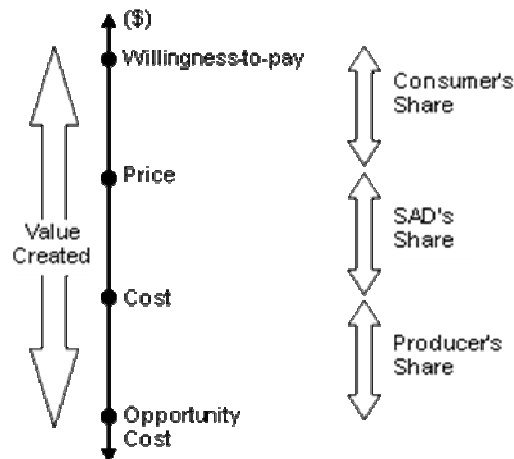 ($)
Willingness-to-pay
Consumer's
Share
Price
SAD's
Share
Value
Created
Cost
Producer's
Share
Opportunity
Cost